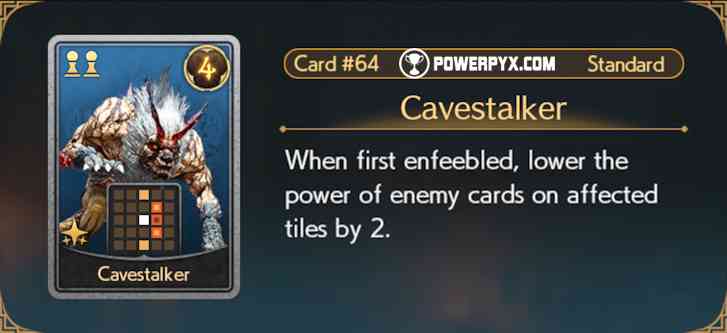 4
Cavestalker
Card #64 POWERPYX.COM Standard
Cavestalker
When first enfeebled, lower the
power of enemy cards on affected
tiles by 2.